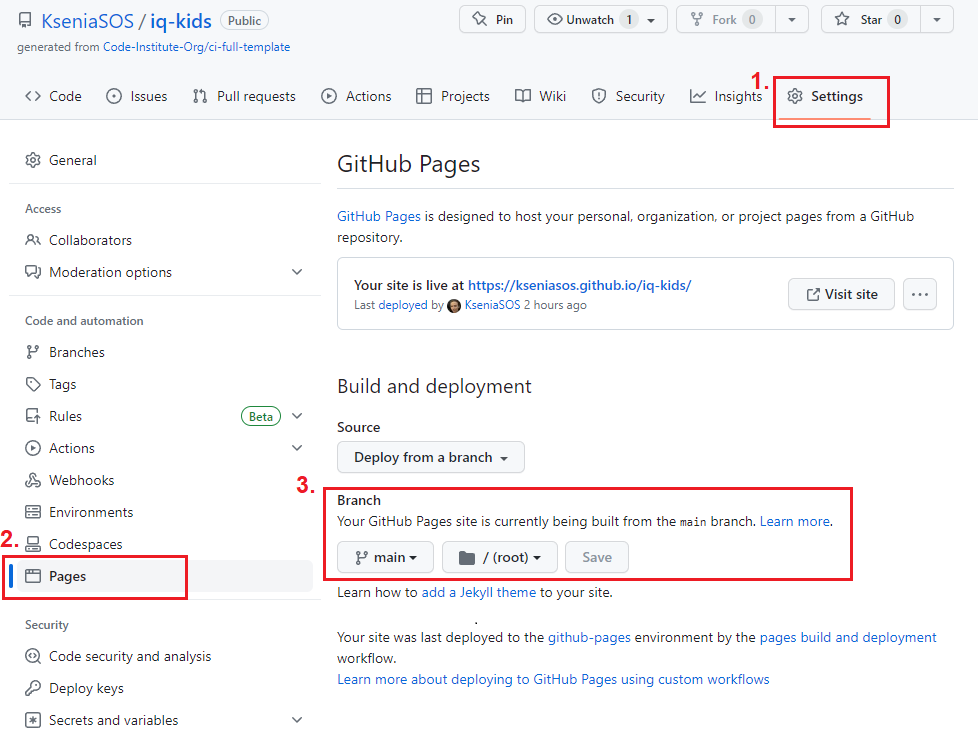 KseniaSOS / iq-kids Public
Pin
Unwatch 1
Fork 0
Star 0
generated from Code-Institute-Org/ci-full-template
Code
Issues
Pull requests
Actions
Projects
Wiki
Security
Insights
1.
Settings
General
Access
Collaborators
Moderation options
Code and automation
Branches
Tags
Rules Beta
Actions
Webhooks
Environments
2.
Codespaces
Pages
Security
Code security and analysis
Deploy keys
Secrets and variables
GitHub Pages
GitHub Pages is designed to host your personal, organization, or project pages from a GitHub
repository.
Your site is live at https://kseniasos.github.io/iq-kids/
Last deployed by KseniaSOS 2 hours ago
Visit site
...
Build and deployment
Source
Deploy from a branch
3.
Branch
Your GitHub Pages site is currently being built from the main branch. Learn more.
main
/ (root)
Save
Learn how to add a Jekyll theme to your site.
.
Your site was last deployed to the github-pages environment by the pages build and deployment
workflow.
Learn more about deploying to GitHub Pages using custom workflows